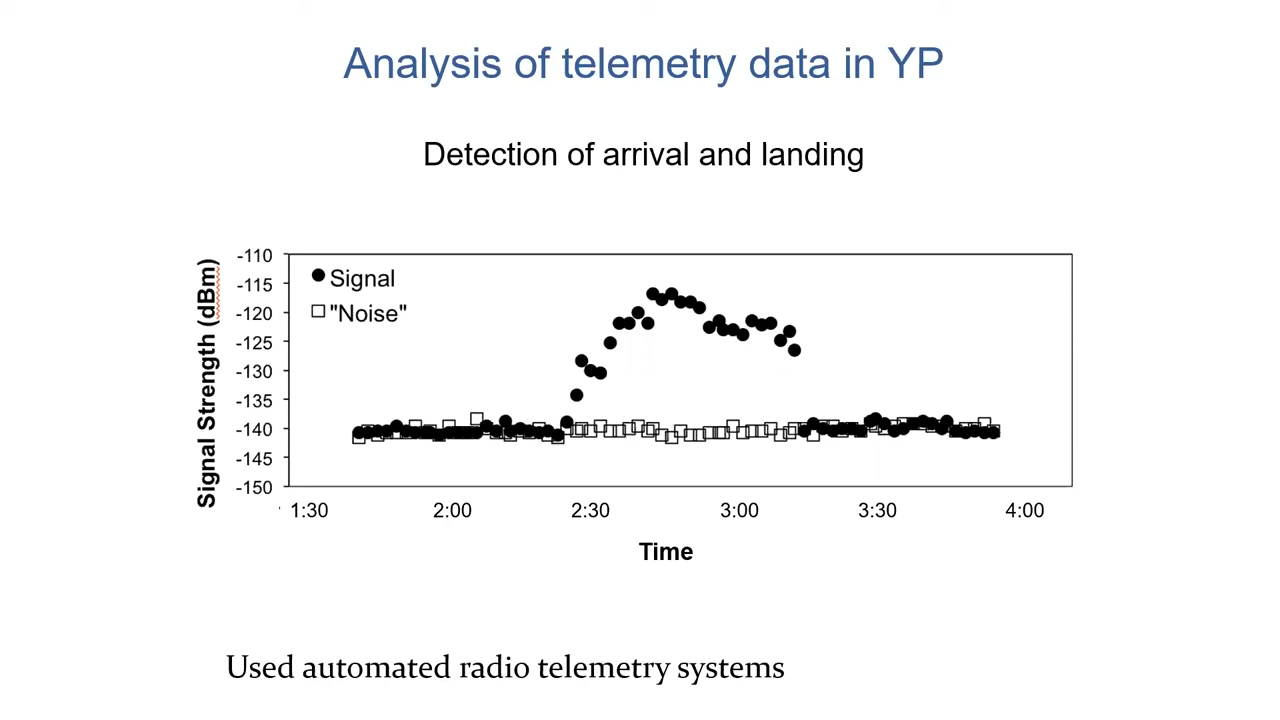 Analysis of telemetry data in YP
Detection of arrival and landing
Signal Strength (dBm)
-110
-115
-120
-125
-130
-135
-140
-145
-150
Signal
"Noise"
1:30 2:00 2:30 3:00 3:30 4:00
Time
Used automated radio telemetry systems